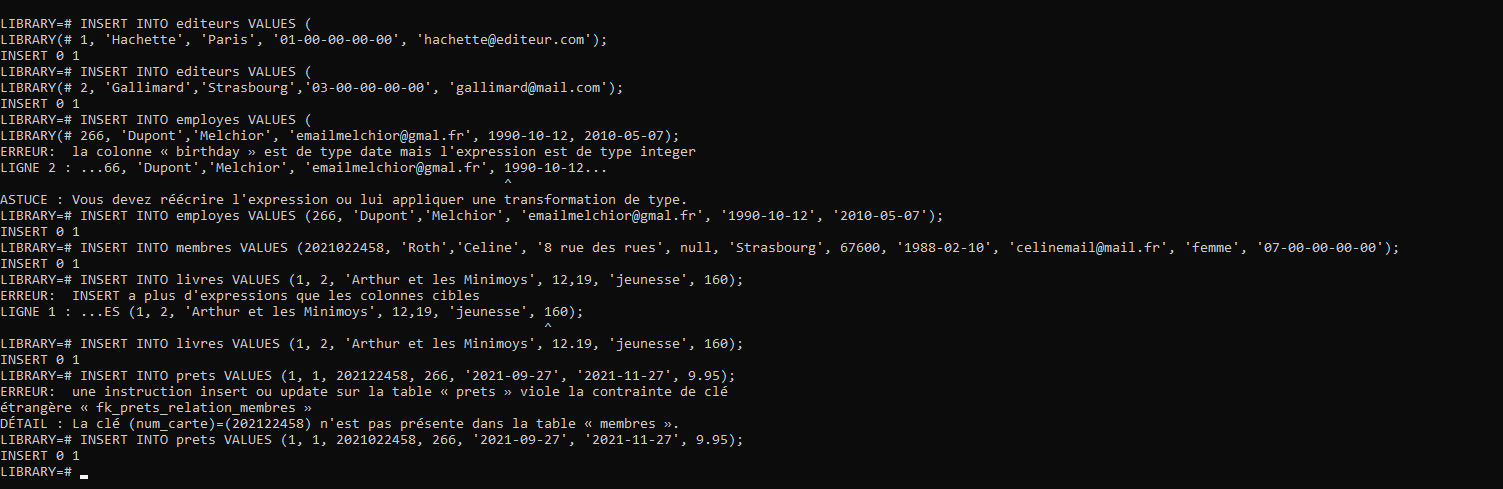 LIBRARY=# INSERT INTO editeurs VALUES (
LIBRARY(# 1, 'Hachette', 'Paris', '01-00-00-00-00', 'hachette@editeur.com');
INSERT 0 1
LIBRARY=# INSERT INTO editeurs VALUES (
LIBRARY(# 2, 'Gallimard','Strasbourg','03-00-00-00-00', 'gallimard@mail.com');
INSERT 0 1
LIBRARY=# INSERT INTO employes VALUES (
LIBRARY(# 266, 'Dupont','Melchior', 'emailmelchior@gmal.fr', 1990-10-12, 2010-05-07);
ERREUR:  la colonne « birthday » est de type date mais l'expression est de type integer
LIGNE 2 : ...66, 'Dupont','Melchior', 'emailmelchior@gmal.fr', 1990-10-12...
^
ASTUCE : Vous devez réécrire l'expression ou lui appliquer une transformation de type.
LIBRARY=# INSERT INTO employes VALUES (266, 'Dupont','Melchior', 'emailmelchior@gmal.fr', '1990-10-12', '2010-05-07');
INSERT 0 1
LIBRARY=# INSERT INTO membres VALUES (2021022458, 'Roth','Celine', '8 rue des rues', null, 'Strasbourg', 67600, '1988-02-10', 'celinemail@mail.fr', 'femme', '07-00-00-00-00');
INSERT 0 1
LIBRARY=# INSERT INTO livres VALUES (1, 2, 'Arthur et les Minimoys', 12,19, 'jeunesse', 160);
ERREUR:  INSERT a plus d'expressions que les colonnes cibles
LIGNE 1 : ...ES (1, 2, 'Arthur et les Minimoys', 12,19, 'jeunesse', 160);
^
LIBRARY=# INSERT INTO livres VALUES (1, 2, 'Arthur et les Minimoys', 12.19, 'jeunesse', 160);
INSERT 0 1
LIBRARY=# INSERT INTO prets VALUES (1, 1, 202122458, 266, '2021-09-27', '2021-11-27', 9.95);
ERREUR:  une instruction insert ou update sur la table « prets » viole la contrainte de clé
étrangère « fk_prets_relation_membres »
DÉTAIL : La clé (num_carte)=(202122458) n'est pas présente dans la table « membres ».
LIBRARY=# INSERT INTO prets VALUES (1, 1, 2021022458, 266, '2021-09-27', '2021-11-27', 9.95);
INSERT 0 1
LIBRARY=#